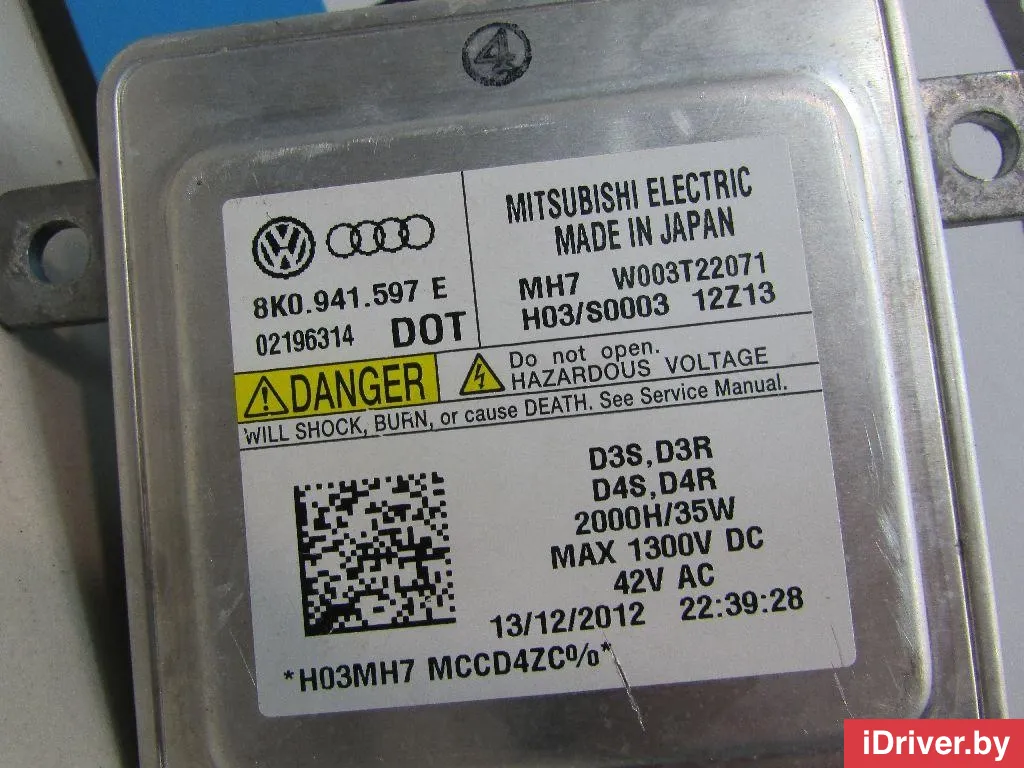 4
8K0.941.597 E
02196314 DOT
MITSUBISHI ELECTRIC
MADE IN JAPAN
MH7 W003T22071
H03/S0003 12Z13
DANGER
Do not open.
HAZARDOUS VOLTAGE
WILL SHOCK, BURN, or cause DEATH. See Service Manual.
D3S, D3R
D4S, D4R
2000H/35W
MAX 1300V DC
42V AC
13/12/2012 22:39:28
*H03MH7 MCCD4ZC%*
iDriver.by